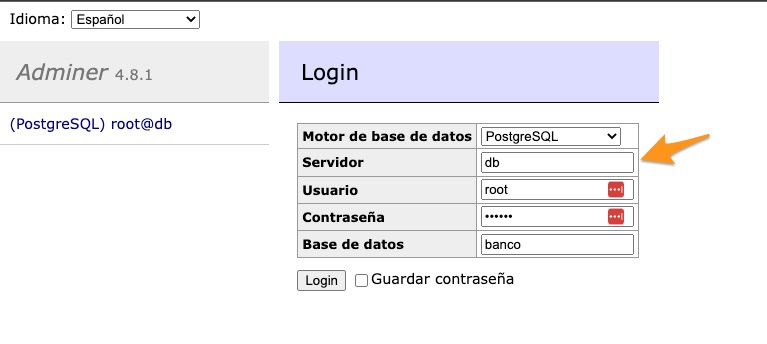 Idioma: Español
Adminer 4.8.1
(PostgreSQL) root@db
Login
Motor de base de datos PostgreSQL
Servidor db
Usuario root
Contraseña ••••••
Base de datos banco
Login Guardar contraseña